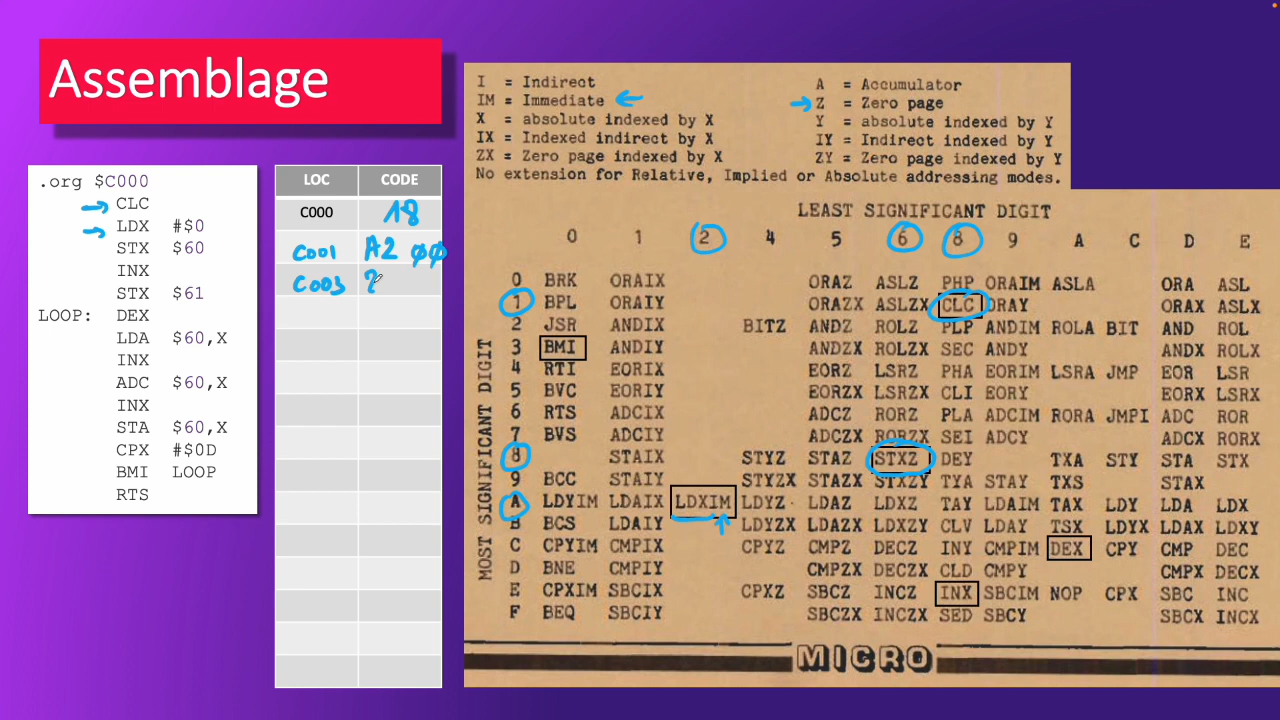 Assemblage
.org $C000
CLC
LDX #$0
STX $60
INX
STX $61
LOOP: DEX
LDA $60,X
INX
ADC $60,X
INX
STA $60,X
CPX #$0D
BMI LOOP
RTS
LOC CODE
C000 18
C001 A2 00
C003
I = Indirect A = Accumulator
IM = Immediate Z = Zero page
X = absolute indexed by X Y = absolute indexed by Y
IX = Indexed indirect by X IY = Indirect indexed by Y
ZX = Zero page indexed by X ZY = Zero page indexed by Y
No extension for Relative, Implied or Absolute addressing modes.
LEAST SIGNIFICANT DIGIT
0 1 2 4 5 6 8 9 A C D E
MOST SIGNIFICANT DIGIT
0 BRK ORAIX ORAZ ASLZ PHP ORAIM ASLA ORA ASL
1 BPL ORAIY ORAZX ASLZX CLC ORAY ORAX ASLX
2 JSR ANDIX BITZ ANDZ ROLZ PLP ANDIM ROLA BIT AND ROL
3 BMI ANDIY ANDZX ROLZX SEC ANDY ANDX ROLX
4 RTI EORIX EORZ LSRZ PHA EORIM LSRA JMP EOR LSR
5 BVC EORIY EORZX LSRZX CLI EORY EORX LSRX
6 RTS ADCIX ADCZ RORZ PLA ADCIM RORA JMPI ADC ROR
7 BVS ADCIY ADCZX RORZX SEI ADCY ADCX RORX
8 STAIX STYZ STAZ STXZ DEY TXA STY STA STX
9 BCC STAIY STYZX STAZX STXZY TYA STAY TXS STAX
A LDYIM LDAIX LDXIM LDYZ LDAZ LDXZ TAY LDAIM TAX LDY LDA LDX
B BCS LDAIY LDYZX LDAZX LDXZY CLV LDAY TSX LDYX LDAX LDXY
C CPYIM CMPIX CPYZ CMPZ DECZ INY CMPIM DEX CPY CMP DEC
D BNE CMPIY CMPZX DECZX CLD CMPY CMPX DECX
E CPXIM SBCIX CPXZ SBCZ INCZ INX SBCIM NOP CPX SBC INC
F BEQ SBCIY SBCZX INCZX SED SBCY SBCX INCX
MICRO